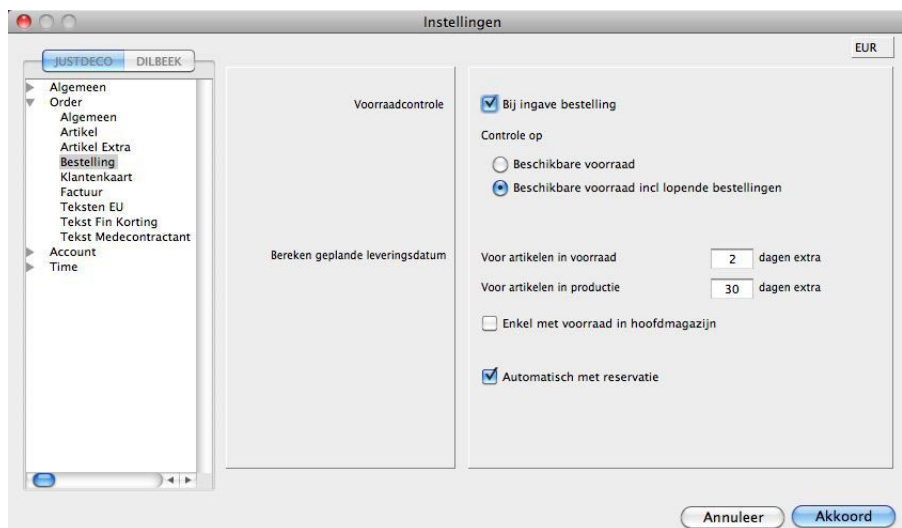 Instellingen
EUR
JUSTDECO DILBEEK
Algemeen
Order
Algemeen
Artikel
Artikel Extra
Bestelling
Klantenkaart
Factuur
Teksten EU
Tekst Fin Korting
Tekst Medecontractant
Account
Time
Voorraadcontrole
Bij ingave bestelling
Controle op
Beschikbare voorraad
Beschikbare voorraad incl lopende bestellingen
Bereken geplande leveringsdatum
Voor artikelen in voorraad 2 dagen extra
Voor artikelen in productie 30 dagen extra
Enkel met voorraad in hoofdmagazijn
Automatisch met reservatie
Annuleer Akkoord